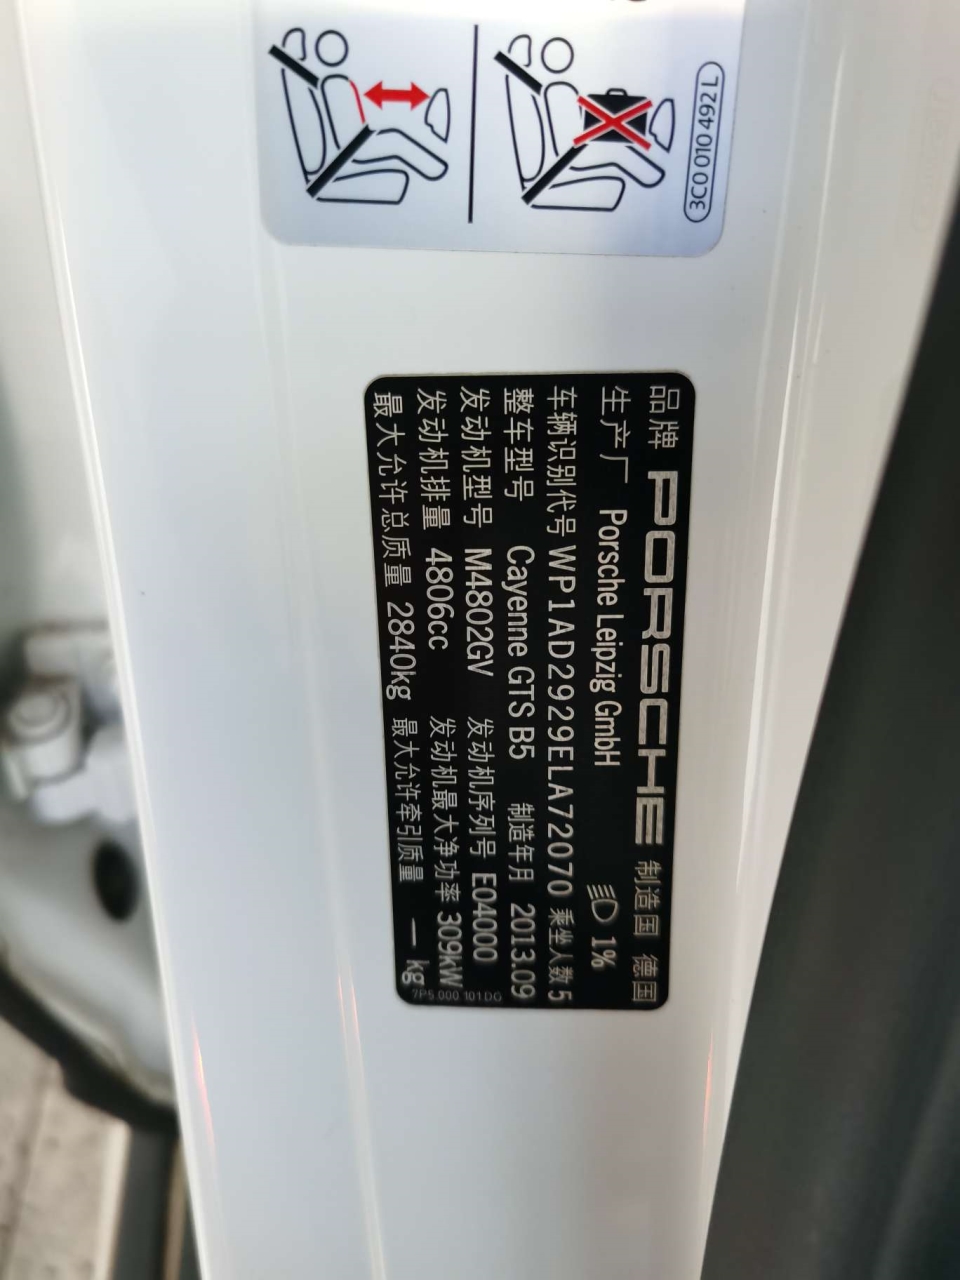 3C0 010 492 L
品牌 PORSCHE 制造国 德国
生产厂 Porsche Leipzig GmbH 1%
车辆识别代号 WP1AD2929ELA72070 乘坐人数 5
整车型号 Cayenne GTS B5 制造年月 2013.09
发动机型号 M4802GV 发动机序列号 E04000
发动机排量 4806cc 发动机最大净功率 309kW
最大允许总质量 2840kg 最大允许牵引质量 — kg
7P5.000 101.DG